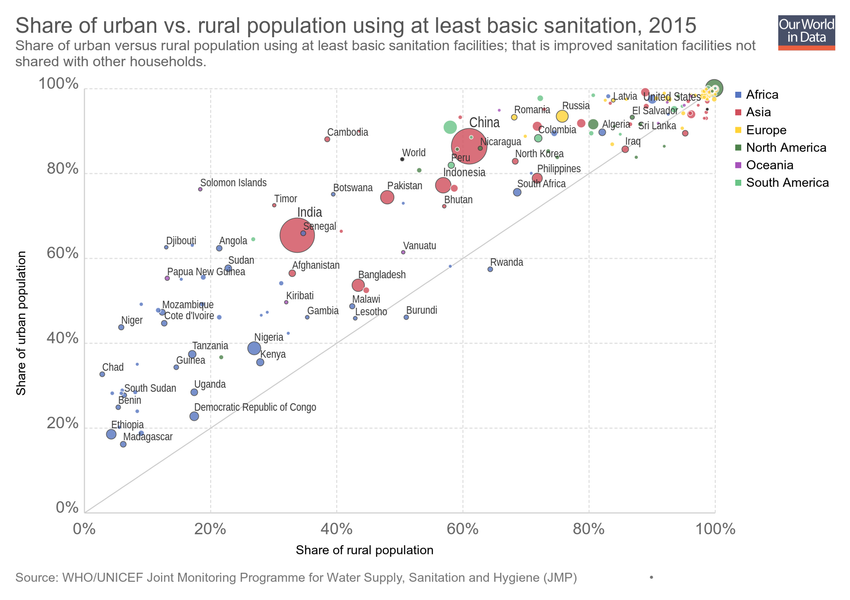 Share of urban vs. rural population using at least basic sanitation, 2015
Share of urban versus rural population using at least basic sanitation facilities; that is improved sanitation facilities not
shared with other households.
Our World
in Data
100%
80%
60%
40%
20%
0%
Share of urban population
0%
20%
40%
60%
80%
100%
Share of rural population
Latvia
United States
Romania
Russia
El Salvador
China
Cambodia
Colombia
Algeria
Sri Lanka
Nicaragua
Iraq
World
Peru
North Korea
Indonesia
Philippines
Solomon Islands
Botswana
Pakistan
South Africa
Timor
Bhutan
India
Senegal
Djibouti
Angola
Vanuatu
Sudan
Afghanistan
Rwanda
Papua New Guinea
Bangladesh
Kiribati
Malawi
Mozambique
Cote d'Ivoire
Gambia
Lesotho
Burundi
Niger
Nigeria
Tanzania
Kenya
Guinea
Chad
Uganda
South Sudan
Benin
Democratic Republic of Congo
Ethiopia
Madagascar
Africa
Asia
Europe
North America
Oceania
South America
Source: WHO/UNICEF Joint Monitoring Programme for Water Supply, Sanitation and Hygiene (JMP)